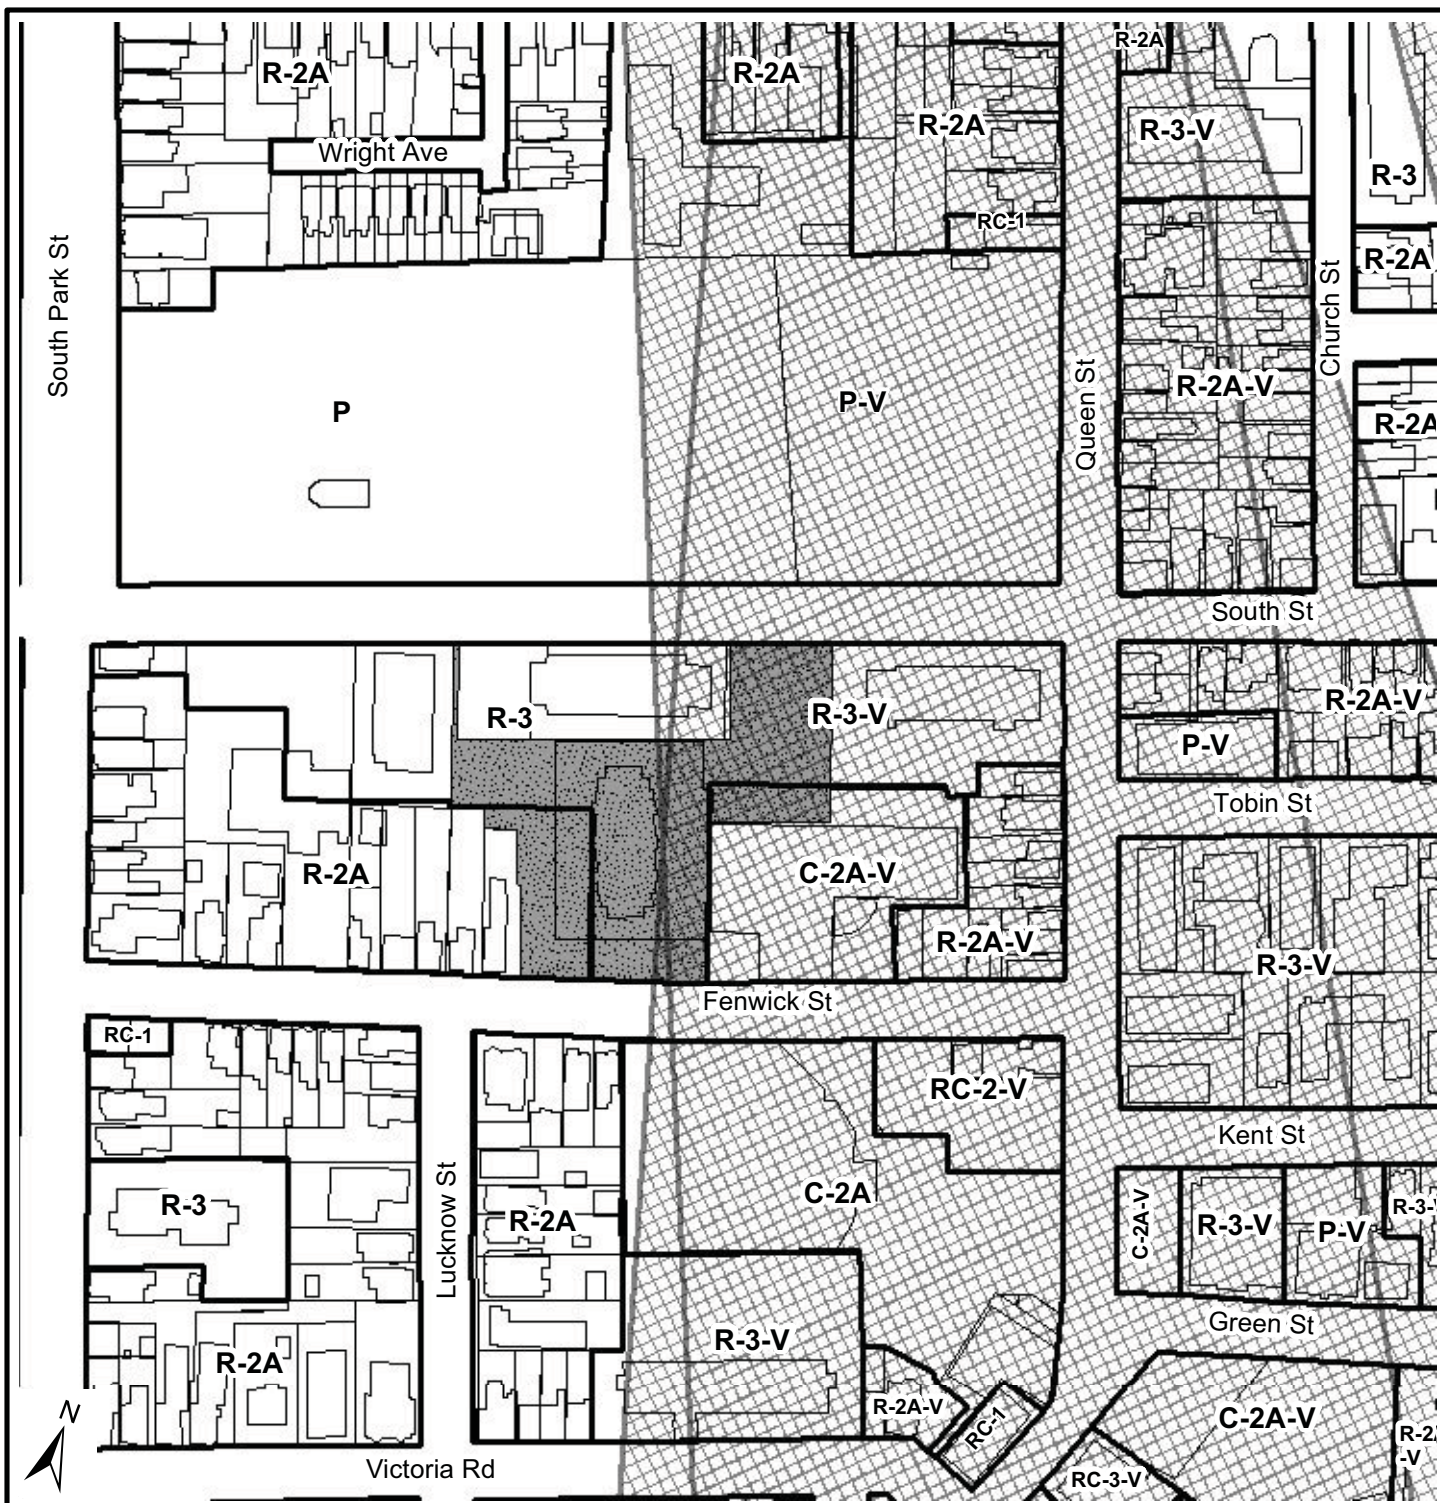 R-2A
R-2A
R-2A
R-2A
Wright Ave
R-3-V
R-3
RC-1
R-2A
South Park St
Church St
P
P-V
Queen St
R-2A-V
R-2A
South St
R-3
R-3-V
R-2A-V
P-V
Tobin St
R-2A
C-2A-V
R-2A-V
R-3-V
Fenwick St
RC-1
RC-2-V
Kent St
R-3
C-2A
Lucknow St
R-2A
C-2A-V
R-3-V
P-V
R-3-V
Green St
R-2A
R-3-V
R-2A-V
RC-1
C-2A-V
R-2A
-V
N
Victoria Rd
RC-3-V